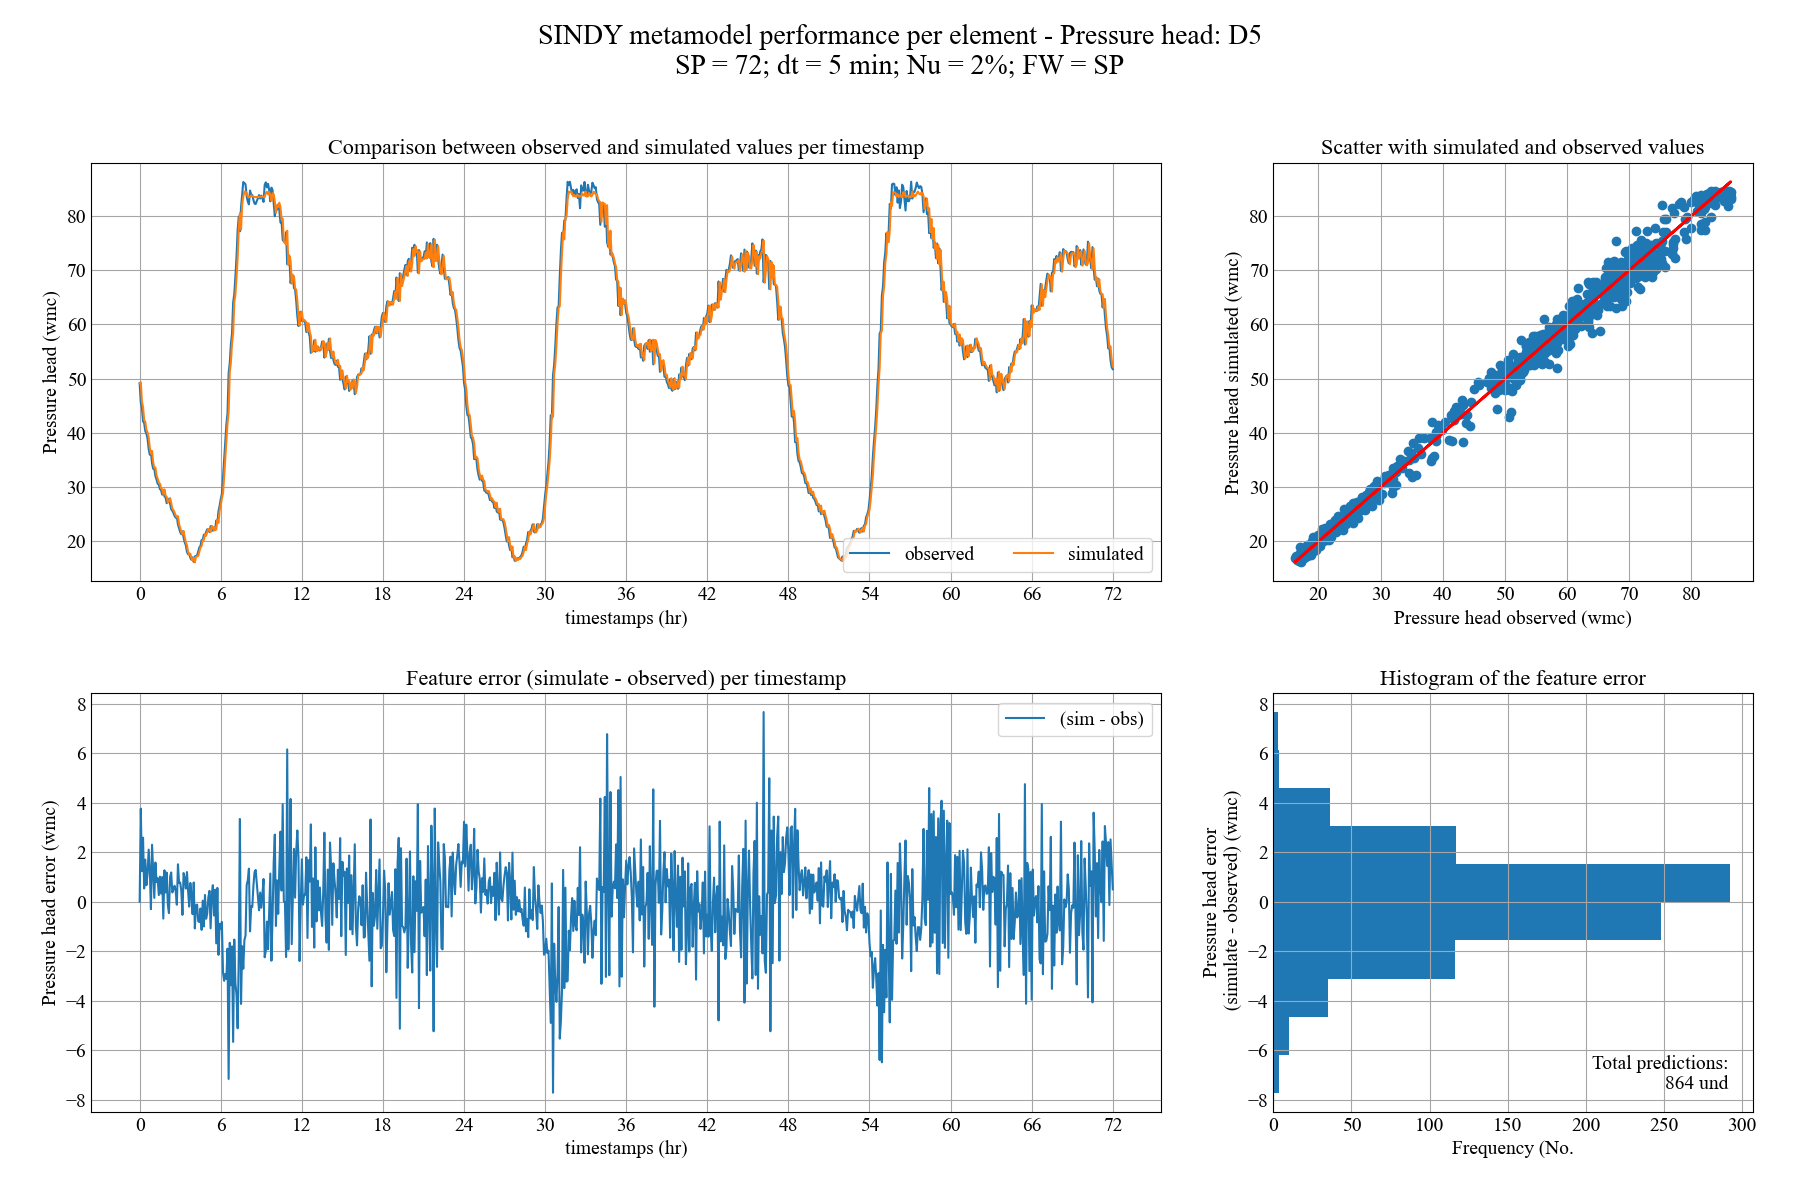 SINDY metamodel performance per element - Pressure head: D5
SP = 72; dt = 5 min; Nu = 2%; FW = SP
Comparison between observed and simulated values per timestamp
Pressure head (wmc)
80
70
60
50
40
30
20
observed
simulated
0 6 12 18 24 30 36 42 48 54 60 66 72
timestamps (hr)
Scatter with simulated and observed values
Pressure head simulated (wmc)
80
70
60
50
40
30
20
20 30 40 50 60 70 80
Pressure head observed (wmc)
Feature error (simulate - observed) per timestamp
Pressure head error (wmc)
8
6
4
2
0
−2
−4
−6
−8
(sim - obs)
0 6 12 18 24 30 36 42 48 54 60 66 72
timestamps (hr)
Histogram of the feature error
Pressure head error
(simulate - observed) (wmc)
8
6
4
2
0
−2
−4
−6
−8
Total predictions:
864 und
0 50 100 150 200 250 300
Frequency (No.